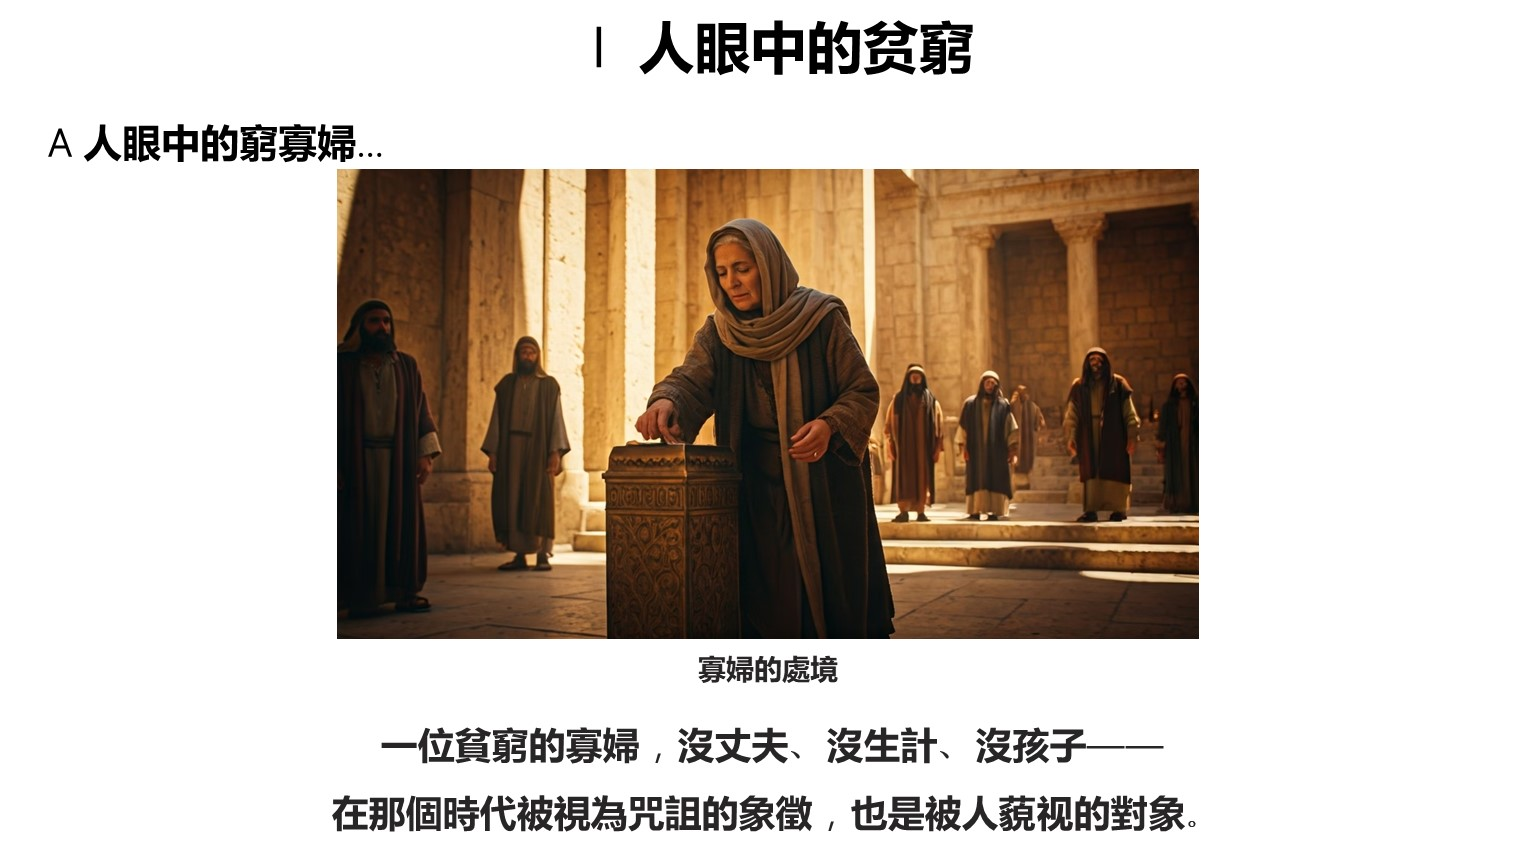 I 人眼中的贫窮
A 人眼中的窮寡婦...
寡婦的處境
一位貧窮的寡婦，沒丈夫、沒生計、沒孩子——
在那個時代被視為咒詛的象徵，也是被人藐视的對象。